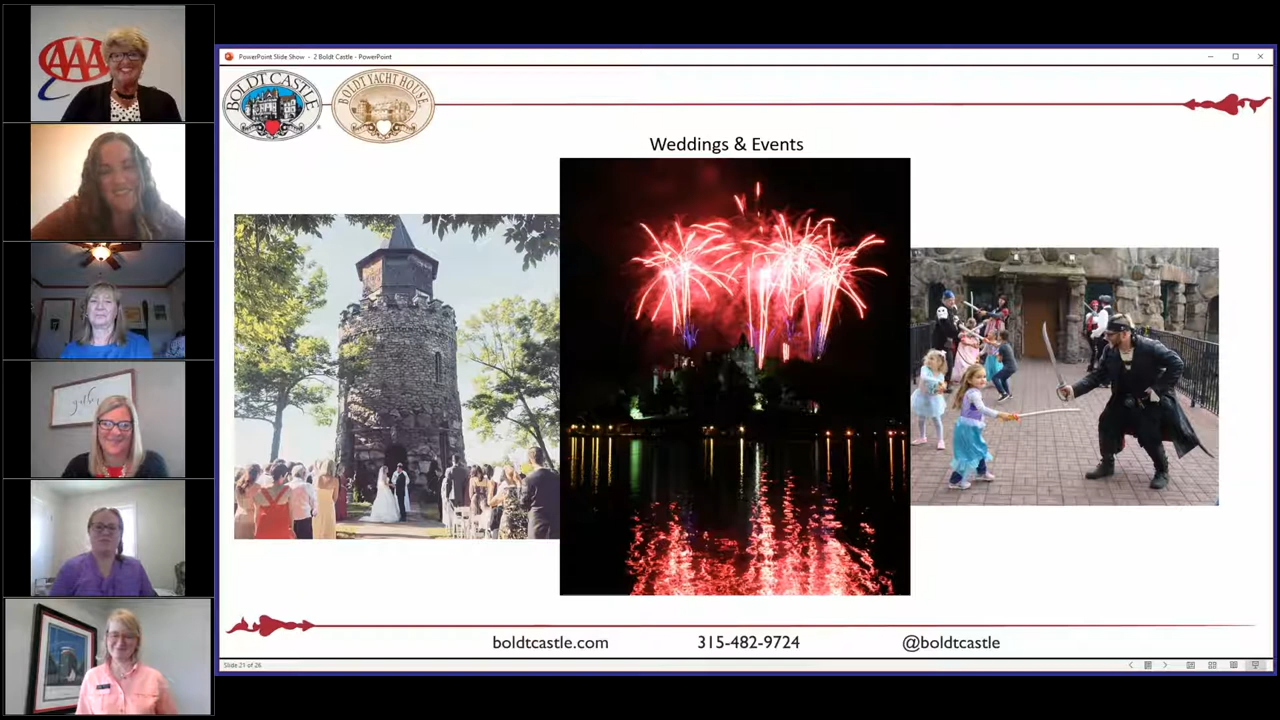 AAA
gather
PowerPoint Slide Show - 2 Boldt Castle - PowerPoint
BOLDT CASTLE
BOLDT YACHT HOUSE
Weddings & Events
boldtcastle.com 315-482-9724 @boldtcastle
Slide 21 of 26